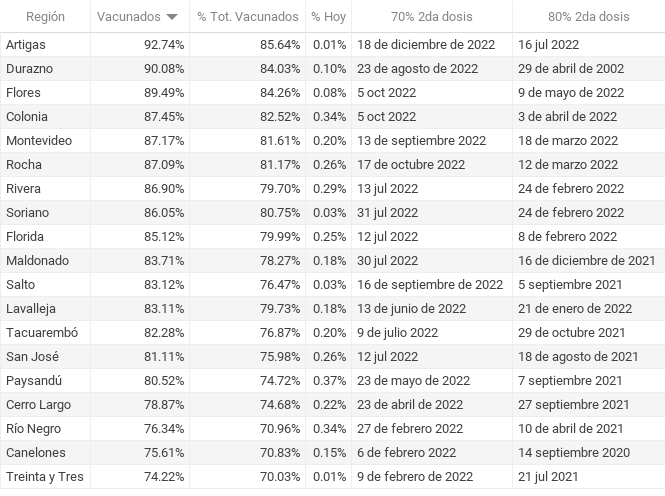 Región Vacunados % Tot. Vacunados % Hoy 70% 2da dosis 80% 2da dosis
Artigas 92.74% 85.64% 0.01% 18 de diciembre de 2022 16 jul 2022
Durazno 90.08% 84.03% 0.10% 23 de agosto de 2022 29 de abril de 2002
Flores 89.49% 84.26% 0.08% 5 oct 2022 9 de mayo de 2022
Colonia 87.45% 82.52% 0.34% 5 oct 2022 3 de abril de 2022
Montevideo 87.17% 81.61% 0.20% 13 de septiembre 2022 18 de marzo 2022
Rocha 87.09% 81.17% 0.26% 17 de octubre 2022 12 de marzo 2022
Rivera 86.90% 79.70% 0.29% 13 jul 2022 24 de febrero 2022
Soriano 86.05% 80.75% 0.03% 31 jul 2022 24 de febrero 2022
Florida 85.12% 79.99% 0.25% 12 jul 2022 8 de febrero 2022
Maldonado 83.71% 78.27% 0.18% 30 jul 2022 16 de diciembre de 2021
Salto 83.12% 76.47% 0.03% 16 de septiembre de 2022 5 septiembre 2021
Lavalleja 83.11% 79.73% 0.18% 13 de junio de 2022 21 de enero de 2022
Tacuarembó 82.28% 76.87% 0.20% 9 de julio 2022 29 de octubre 2021
San José 81.11% 75.98% 0.26% 12 jul 2022 18 de agosto de 2021
Paysandú 80.52% 74.72% 0.37% 23 de mayo de 2022 7 septiembre 2021
Cerro Largo 78.87% 74.68% 0.22% 23 de abril de 2022 27 septiembre 2021
Río Negro 76.34% 70.96% 0.34% 27 de febrero de 2022 10 de abril de 2021
Canelones 75.61% 70.83% 0.15% 6 de febrero de 2022 14 septiembre 2020
Treinta y Tres 74.22% 70.03% 0.01% 9 de febrero de 2022 21 jul 2021